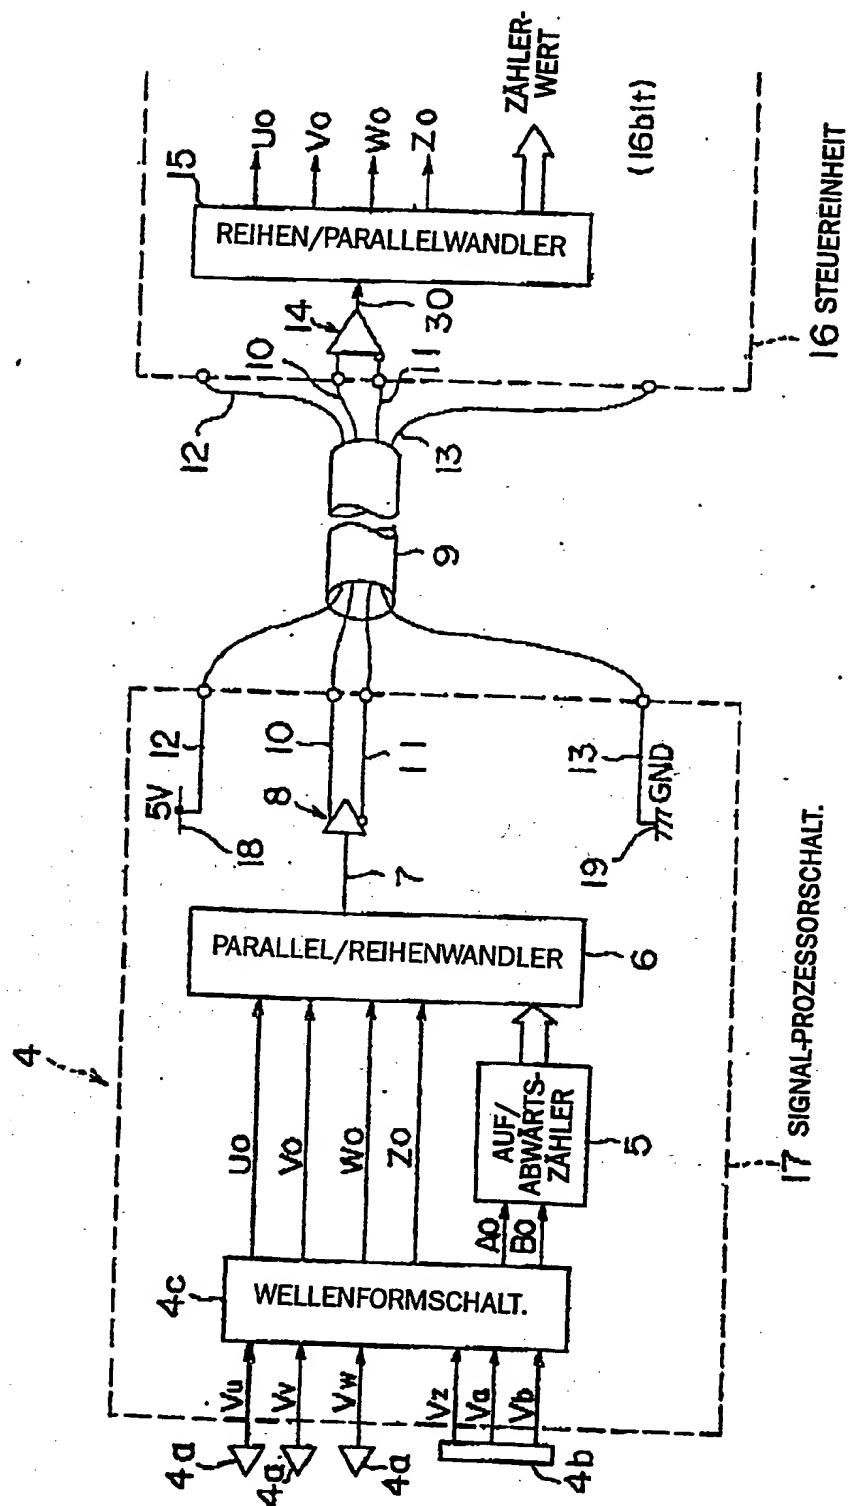 4
4a
4a
4a
4b
Vu
Vv
Vw
Vz
Va
Vb
4c
WELLENFORMSCHALT.
Uo
Vo
Wo
Zo
Ao
Bo
AUF/
ABWÄRTS-
ZÄHLER
5
PARALLEL/REIHENWANDLER
6
7
8
5V
18
12
10
11
13
GND
19
17 SIGNAL-PROZESSORSCHALT.
9
12
10
11
13
14
30
15
REIHEN/PARALLELWANDLER
Uo
Vo
Wo
Zo
ZÄHLER-
WERT
(16bit)
16 STEUEREINHEIT